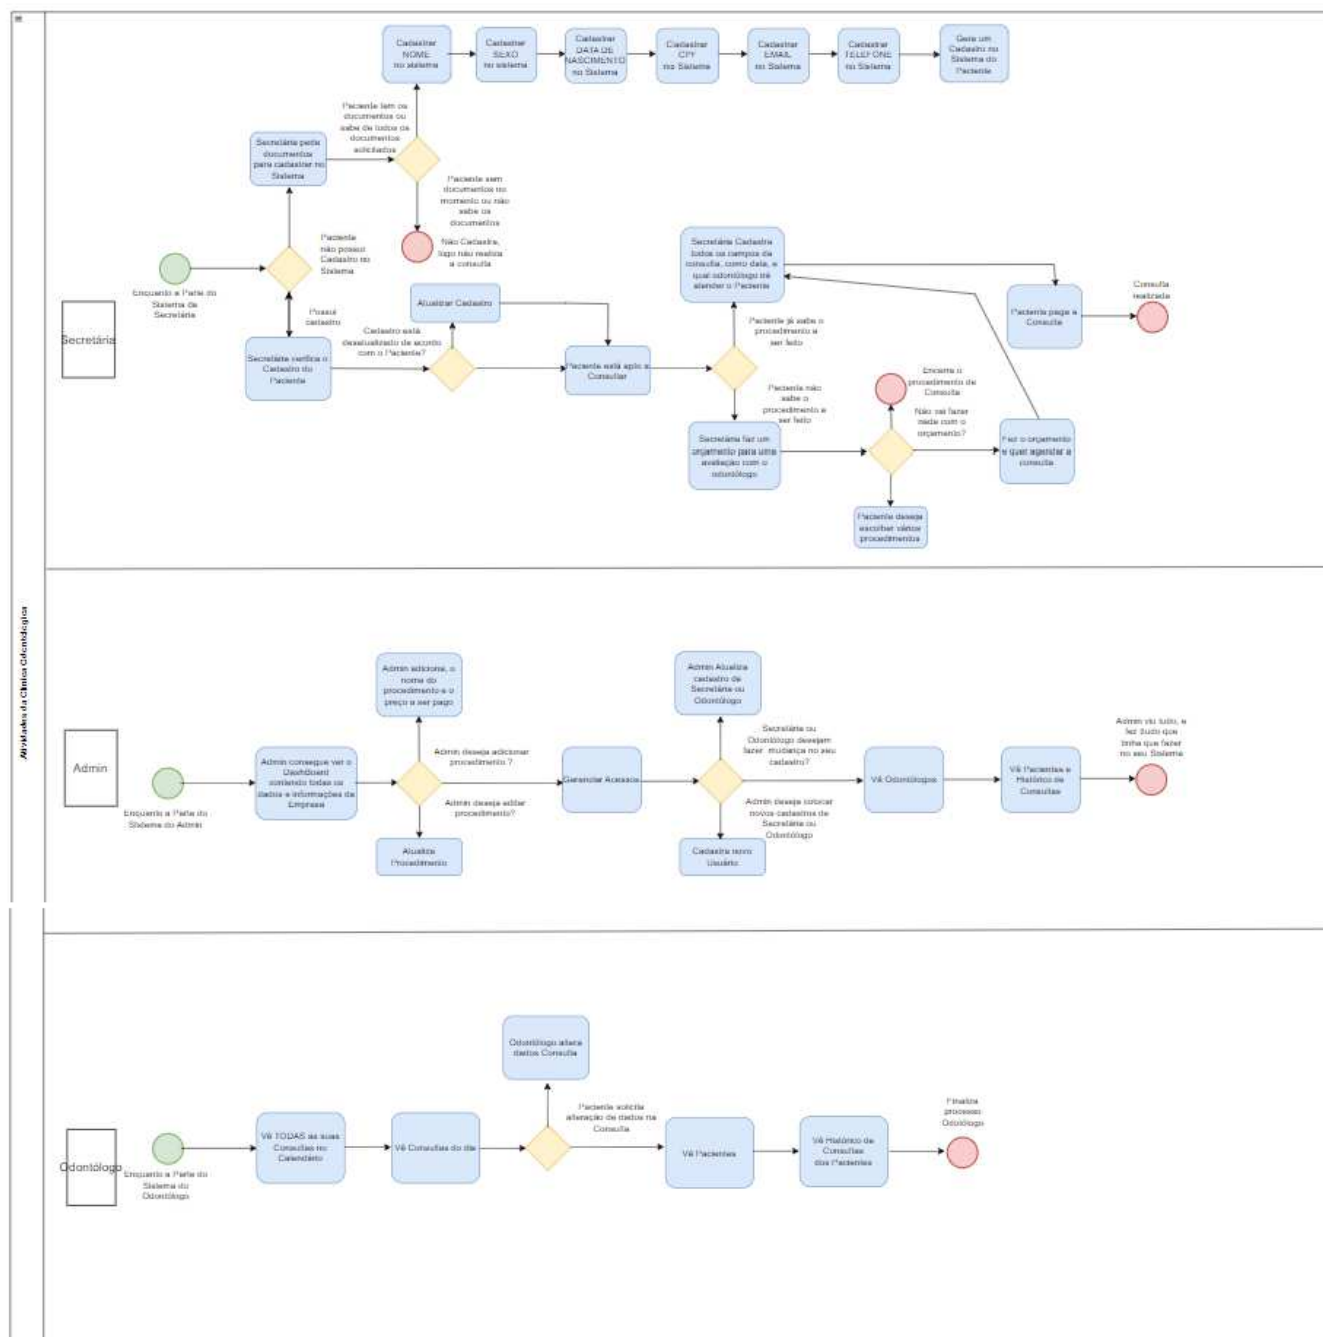 Atividades da Clínica Odontológica
Secretária
Cadastrar
NOME
no sistema
Cadastrar
SEXO
no sistema
Cadastrar
DATA DE
NASCIMENTO
no Sistema
Cadastrar
CPF
no Sistema
Cadastrar
EMAIL
no Sistema
Cadastrar
TELEFONE
no Sistema
Gera um
Cadastro no
Sistema do
Paciente
Paciente tem os
documentos ou
sabe de todos os
documentos
solicitados
Secretária pede
documentos
para cadastrar no
Sistema
Paciente sem
documentos no
momento ou não
sabe os
documentos
Não Cadastra,
logo não realiza
a consulta
Paciente
não possui
Cadastro no
Sistema
Enquanto a Parte do
Sistema da
Secretária
Possui
cadastro
Secretária verifica o
Cadastro do
Paciente
Cadastro está
desatualizado de acordo
com o Paciente?
Atualizar Cadastro
Paciente está apto a
Consultar
Secretária Cadastra
todos os campos da
consulta, como data, e
qual odontólogo irá
atender o Paciente
Paciente já sabe o
procedimento a
ser feito
Paciente não
sabe o
procedimento a
ser feito
Secretária faz um
orçamento para uma
avaliação com o
odontólogo
Encerra o
procedimento de
Consulta
Não vai fazer
nada com o
orçamento?
Fez o orçamento
e quer agendar a
consulta
Paciente deseja
escolher vários
procedimentos
Paciente paga a
Consulta
Consulta
realizada
Admin
Enquanto a Parte do
Sistema do Admin
Admin consegue ver o
Dashboard
contendo todas os
dados e informações da
Empresa
Admin adiciona, o
nome do
procedimento e o
preço a ser pago
Admin deseja adicionar
procedimento ?
Admin deseja editar
procedimento?
Atualiza
Procedimento
Gerenciar Acessos
Admin Atualiza
cadastro de
Secretária ou
Odontólogo
Secretária ou
Odontólogo desejam
fazer mudança no seu
cadastro?
Admin deseja colocar
novos cadastros de
Secretária ou
Odontólogo
Cadastra novo
Usuário
Vê Odontólogos
Vê Pacientes e
Histórico de
Consultas
Admin viu tudo, e
fez tudo que
tinha que fazer
no seu Sistema
Odontólogo
Enquanto a Parte do
Sistema do
Odontólogo
Vê TODAS as suas
Consultas no
Calendário
Vê Consultas do dia
Odontólogo altera
dados Consulta
Paciente solicita
alteração de dados na
Consulta
Vê Pacientes
Vê Histórico de
Consultas
dos Pacientes
Finaliza
processo
Odontólogo